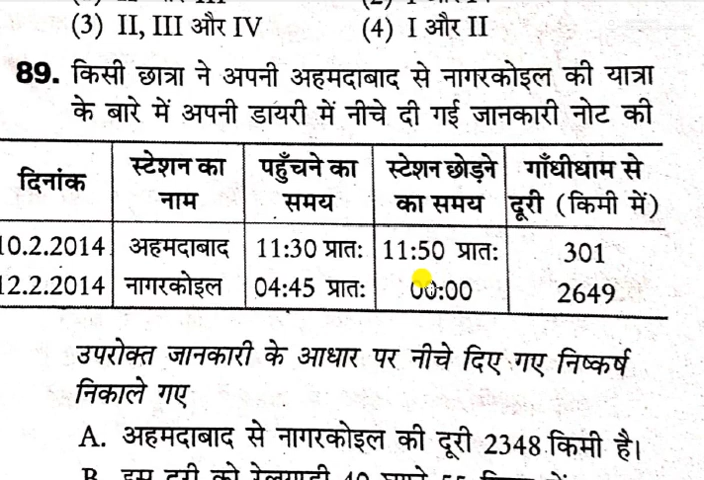 (3) II, III और IV (4) I और II
89. किसी छात्रा ने अपनी अहमदाबाद से नागरकोइल की यात्रा
के बारे में अपनी डायरी में नीचे दी गई जानकारी नोट की
दिनांक स्टेशन का नाम पहुँचने का समय स्टेशन छोड़ने का समय गाँधीधाम से दूरी (किमी में)
10.2.2014 अहमदाबाद 11:30 प्रातः 11:50 प्रातः 301
12.2.2014 नागरकोइल 04:45 प्रातः 00:00 2649
उपरोक्त जानकारी के आधार पर नीचे दिए गए निष्कर्ष
निकाले गए
A. अहमदाबाद से नागरकोइल की दूरी 2348 किमी है।